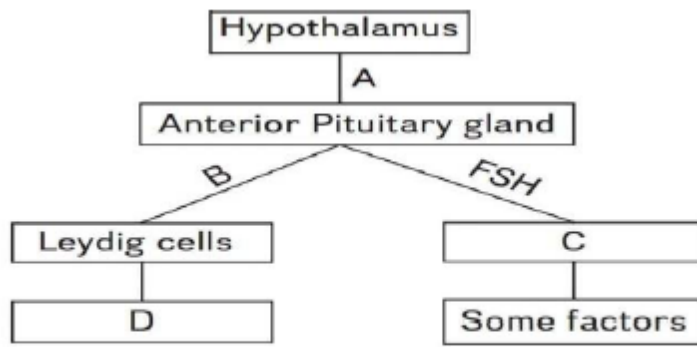 Hypothalamus
A
Anterior Pituitary gland
B
FSH
Leydig cells
C
D
Some factors